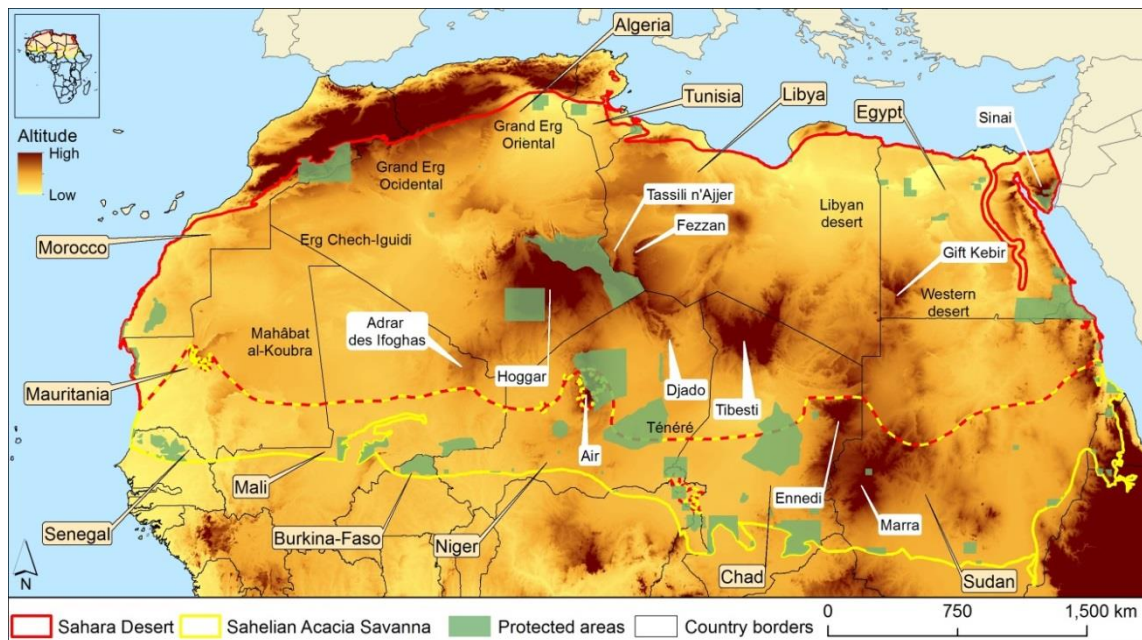 Algeria
Tunisia
Libya
Egypt
Sinai
Altitude
High
Low
Grand Erg
Oriental
Grand Erg
Ocidental
Tassili n'Ajjer
Fezzan
Libyan
desert
Morocco
Erg Chech-Iguidi
Gift Kebir
Western
desert
Mahâbat
al-Koubra
Adrar
des Ifoghas
Mauritania
Hoggar
Djado
Tibesti
Ténéré
Air
Mali
Ennedi
Marra
Senegal
Burkina-Faso
Niger
Chad
Sudan
N
0 750 1,500 km
Sahara Desert
Sahelian Acacia Savanna
Protected areas
Country borders